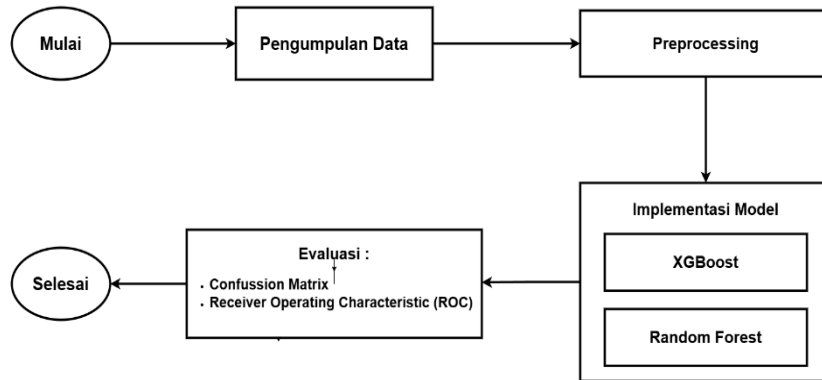 Mulai
Pengumpulan Data
Preprocessing
Implementasi Model
XGBoost
Random Forest
Evaluasi :
• Confussion Matrix
• Receiver Operating Characteristic (ROC)
Selesai